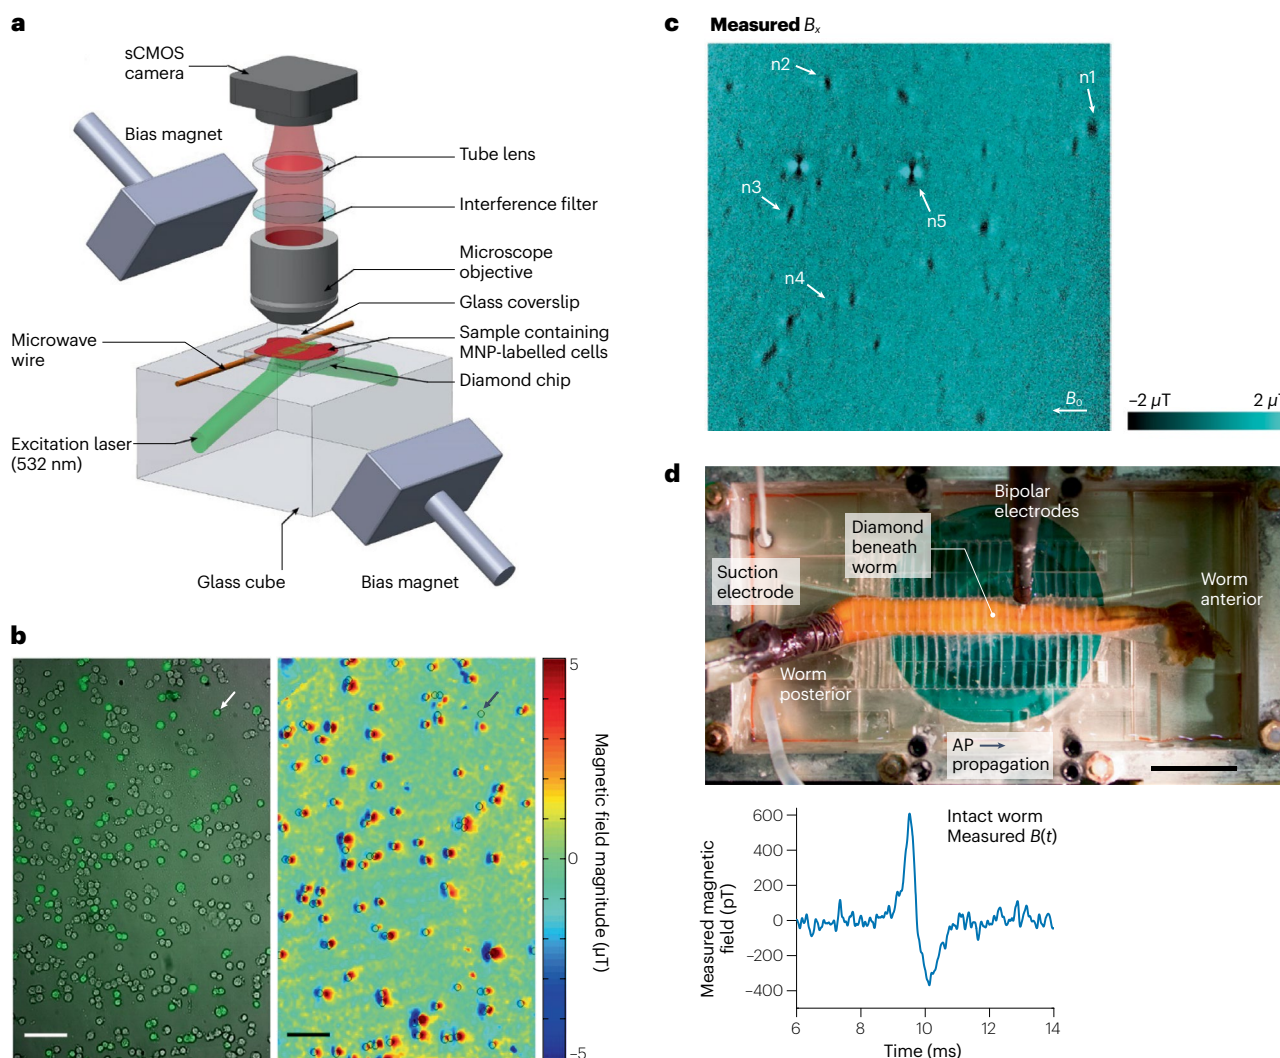 a
sCMOS
camera
Bias magnet
Tube lens
Interference filter
Microscope
objective
Glass coverslip
Microwave
wire
Sample containing
MNP-labelled cells
Diamond chip
Excitation laser
(532 nm)
Glass cube
Bias magnet
b
5
0
–5
Magnetic field magnitude (µT)
c Measured Bx
n2
n1
n3
n5
n4
B0
–2 µT
2 µT
d
Bipolar
electrodes
Diamond
beneath
worm
Suction
electrode
Worm
anterior
Worm
posterior
AP →
propagation
Intact worm
Measured B(t)
Measured magnetic
field (pT)
600
400
200
0
–200
–400
6 8 10 12 14
Time (ms)